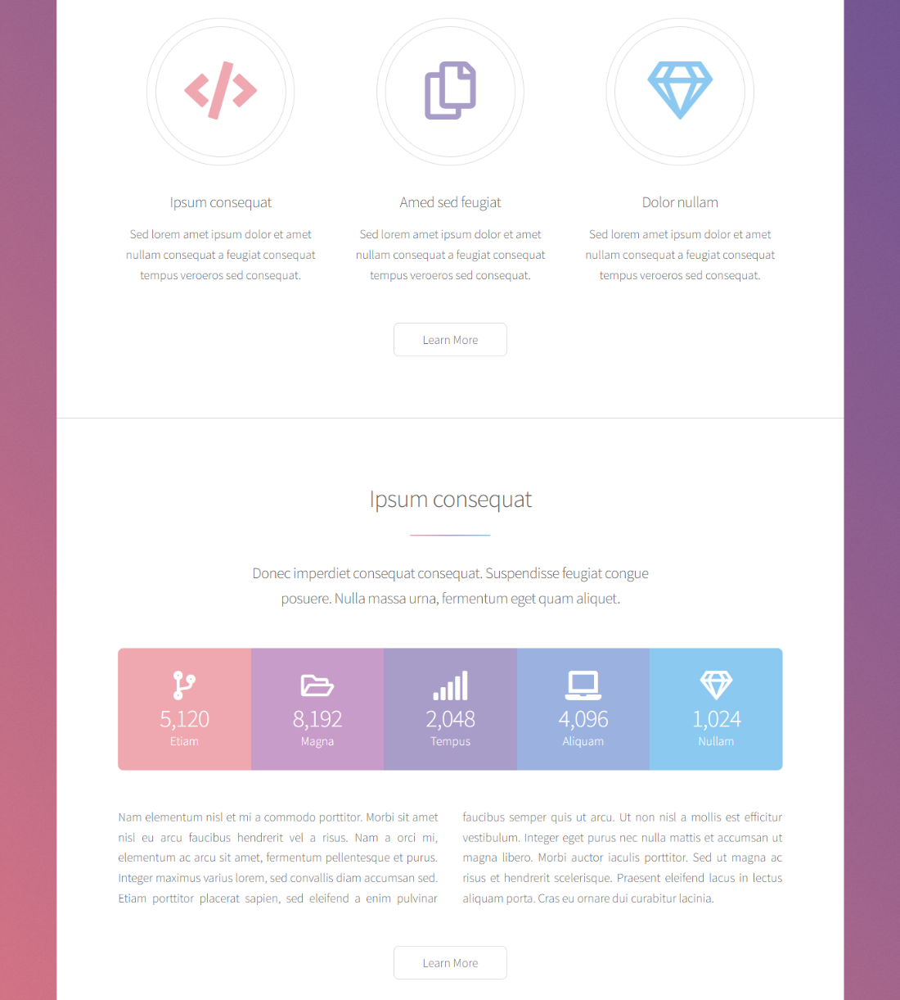 Ipsum consequat
Sed lorem amet ipsum dolor et amet
nullam consequat a feugiat consequat
tempus veroeros sed consequat.
Amed sed feugiat
Sed lorem amet ipsum dolor et amet
nullam consequat a feugiat consequat
tempus veroeros sed consequat.
Dolor nullam
Sed lorem amet ipsum dolor et amet
nullam consequat a feugiat consequat
tempus veroeros sed consequat.
Learn More
Ipsum consequat
Donec imperdiet consequat consequat. Suspendisse feugiat congue
posuere. Nulla massa urna, fermentum eget quam aliquet.
5,120
Etiam
8,192
Magna
2,048
Tempus
4,096
Aliquam
1,024
Nullam
Nam elementum nisl et mi a commodo porttitor. Morbi sit amet
nisl eu arcu faucibus hendrerit vel a risus. Nam a orci mi,
elementum ac arcu sit amet, fermentum pellentesque et purus.
Integer maximus varius lorem, sed convallis diam accumsan sed.
Etiam porttitor placerat sapien, sed eleifend a enim pulvinar
faucibus semper quis ut arcu. Ut non nisl a mollis est efficitur
vestibulum. Integer eget purus nec nulla mattis et accumsan ut
magna libero. Morbi auctor iaculis porttitor. Sed ut magna ac
risus et hendrerit scelerisque. Praesent eleifend lacus in lectus
aliquam porta. Cras eu ornare dui curabitur lacinia.
Learn More